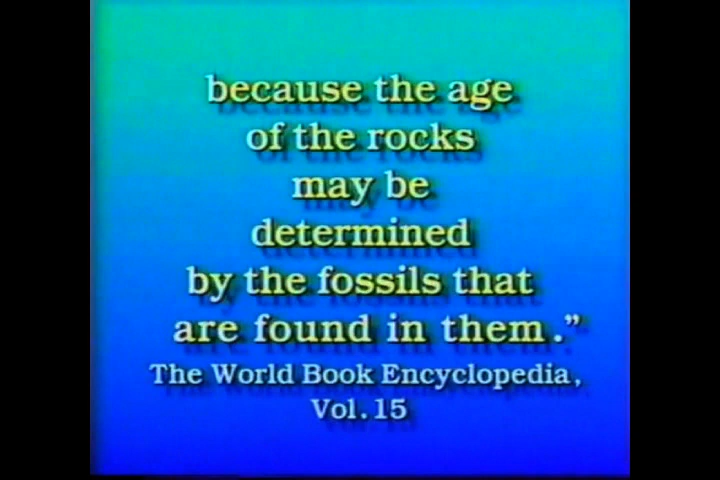 because the age
of the rocks
may be
determined
by the fossils that
are found in them."
The World Book Encyclopedia,
Vol. 15